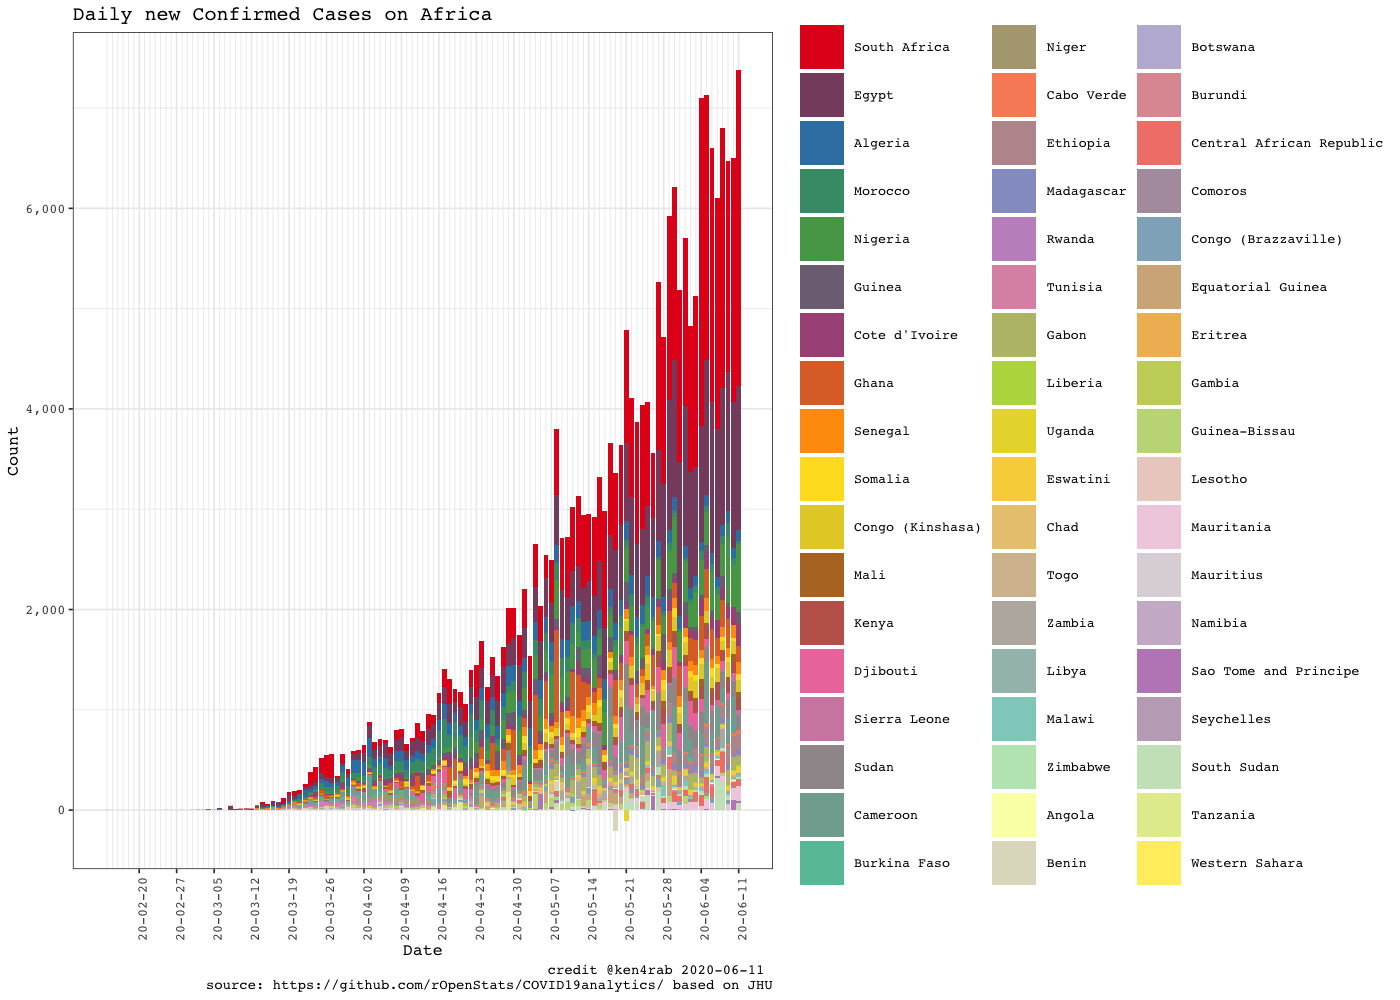 Daily new Confirmed Cases on Africa
Count
6,000
4,000
2,000
0
20-02-20
20-02-27
20-03-05
20-03-12
20-03-19
20-03-26
20-04-02
20-04-09
20-04-16
20-04-23
20-04-30
20-05-07
20-05-14
20-05-21
20-05-28
20-06-04
20-06-11
Date
South Africa
Egypt
Algeria
Morocco
Nigeria
Guinea
Cote d'Ivoire
Ghana
Senegal
Somalia
Congo (Kinshasa)
Mali
Kenya
Djibouti
Sierra Leone
Sudan
Cameroon
Burkina Faso
Niger
Cabo Verde
Ethiopia
Madagascar
Rwanda
Tunisia
Gabon
Liberia
Uganda
Eswatini
Chad
Togo
Zambia
Libya
Malawi
Zimbabwe
Angola
Benin
Botswana
Burundi
Central African Republic
Comoros
Congo (Brazzaville)
Equatorial Guinea
Eritrea
Gambia
Guinea-Bissau
Lesotho
Mauritania
Mauritius
Namibia
Sao Tome and Principe
Seychelles
South Sudan
Tanzania
Western Sahara
credit @ken4rab 2020-06-11
source: https://github.com/rOpenStats/COVID19analytics/ based on JHU